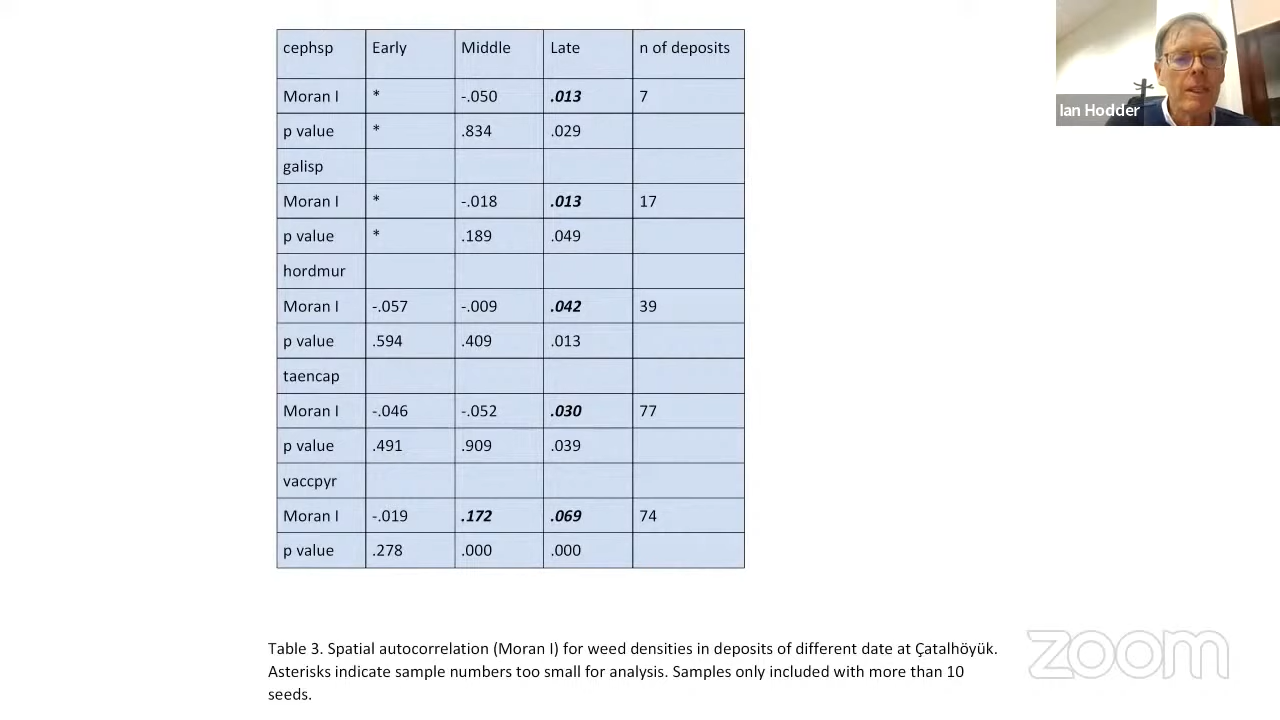 cephsp Early Middle Late n of deposits
Moran I * -.050 .013 7
p value * .834 .029
galisp
Moran I * -.018 .013 17
p value * .189 .049
hordmur
Moran I -.057 -.009 .042 39
p value .594 .409 .013
taencap
Moran I -.046 -.052 .030 77
p value .491 .909 .039
vaccpyr
Moran I -.019 .172 .069 74
p value .278 .000 .000
Table 3. Spatial autocorrelation (Moran I) for weed densities in deposits of different date at Çatalhöyük.
Asterisks indicate sample numbers too small for analysis. Samples only included with more than 10
seeds.
Ian Hodder
zoom